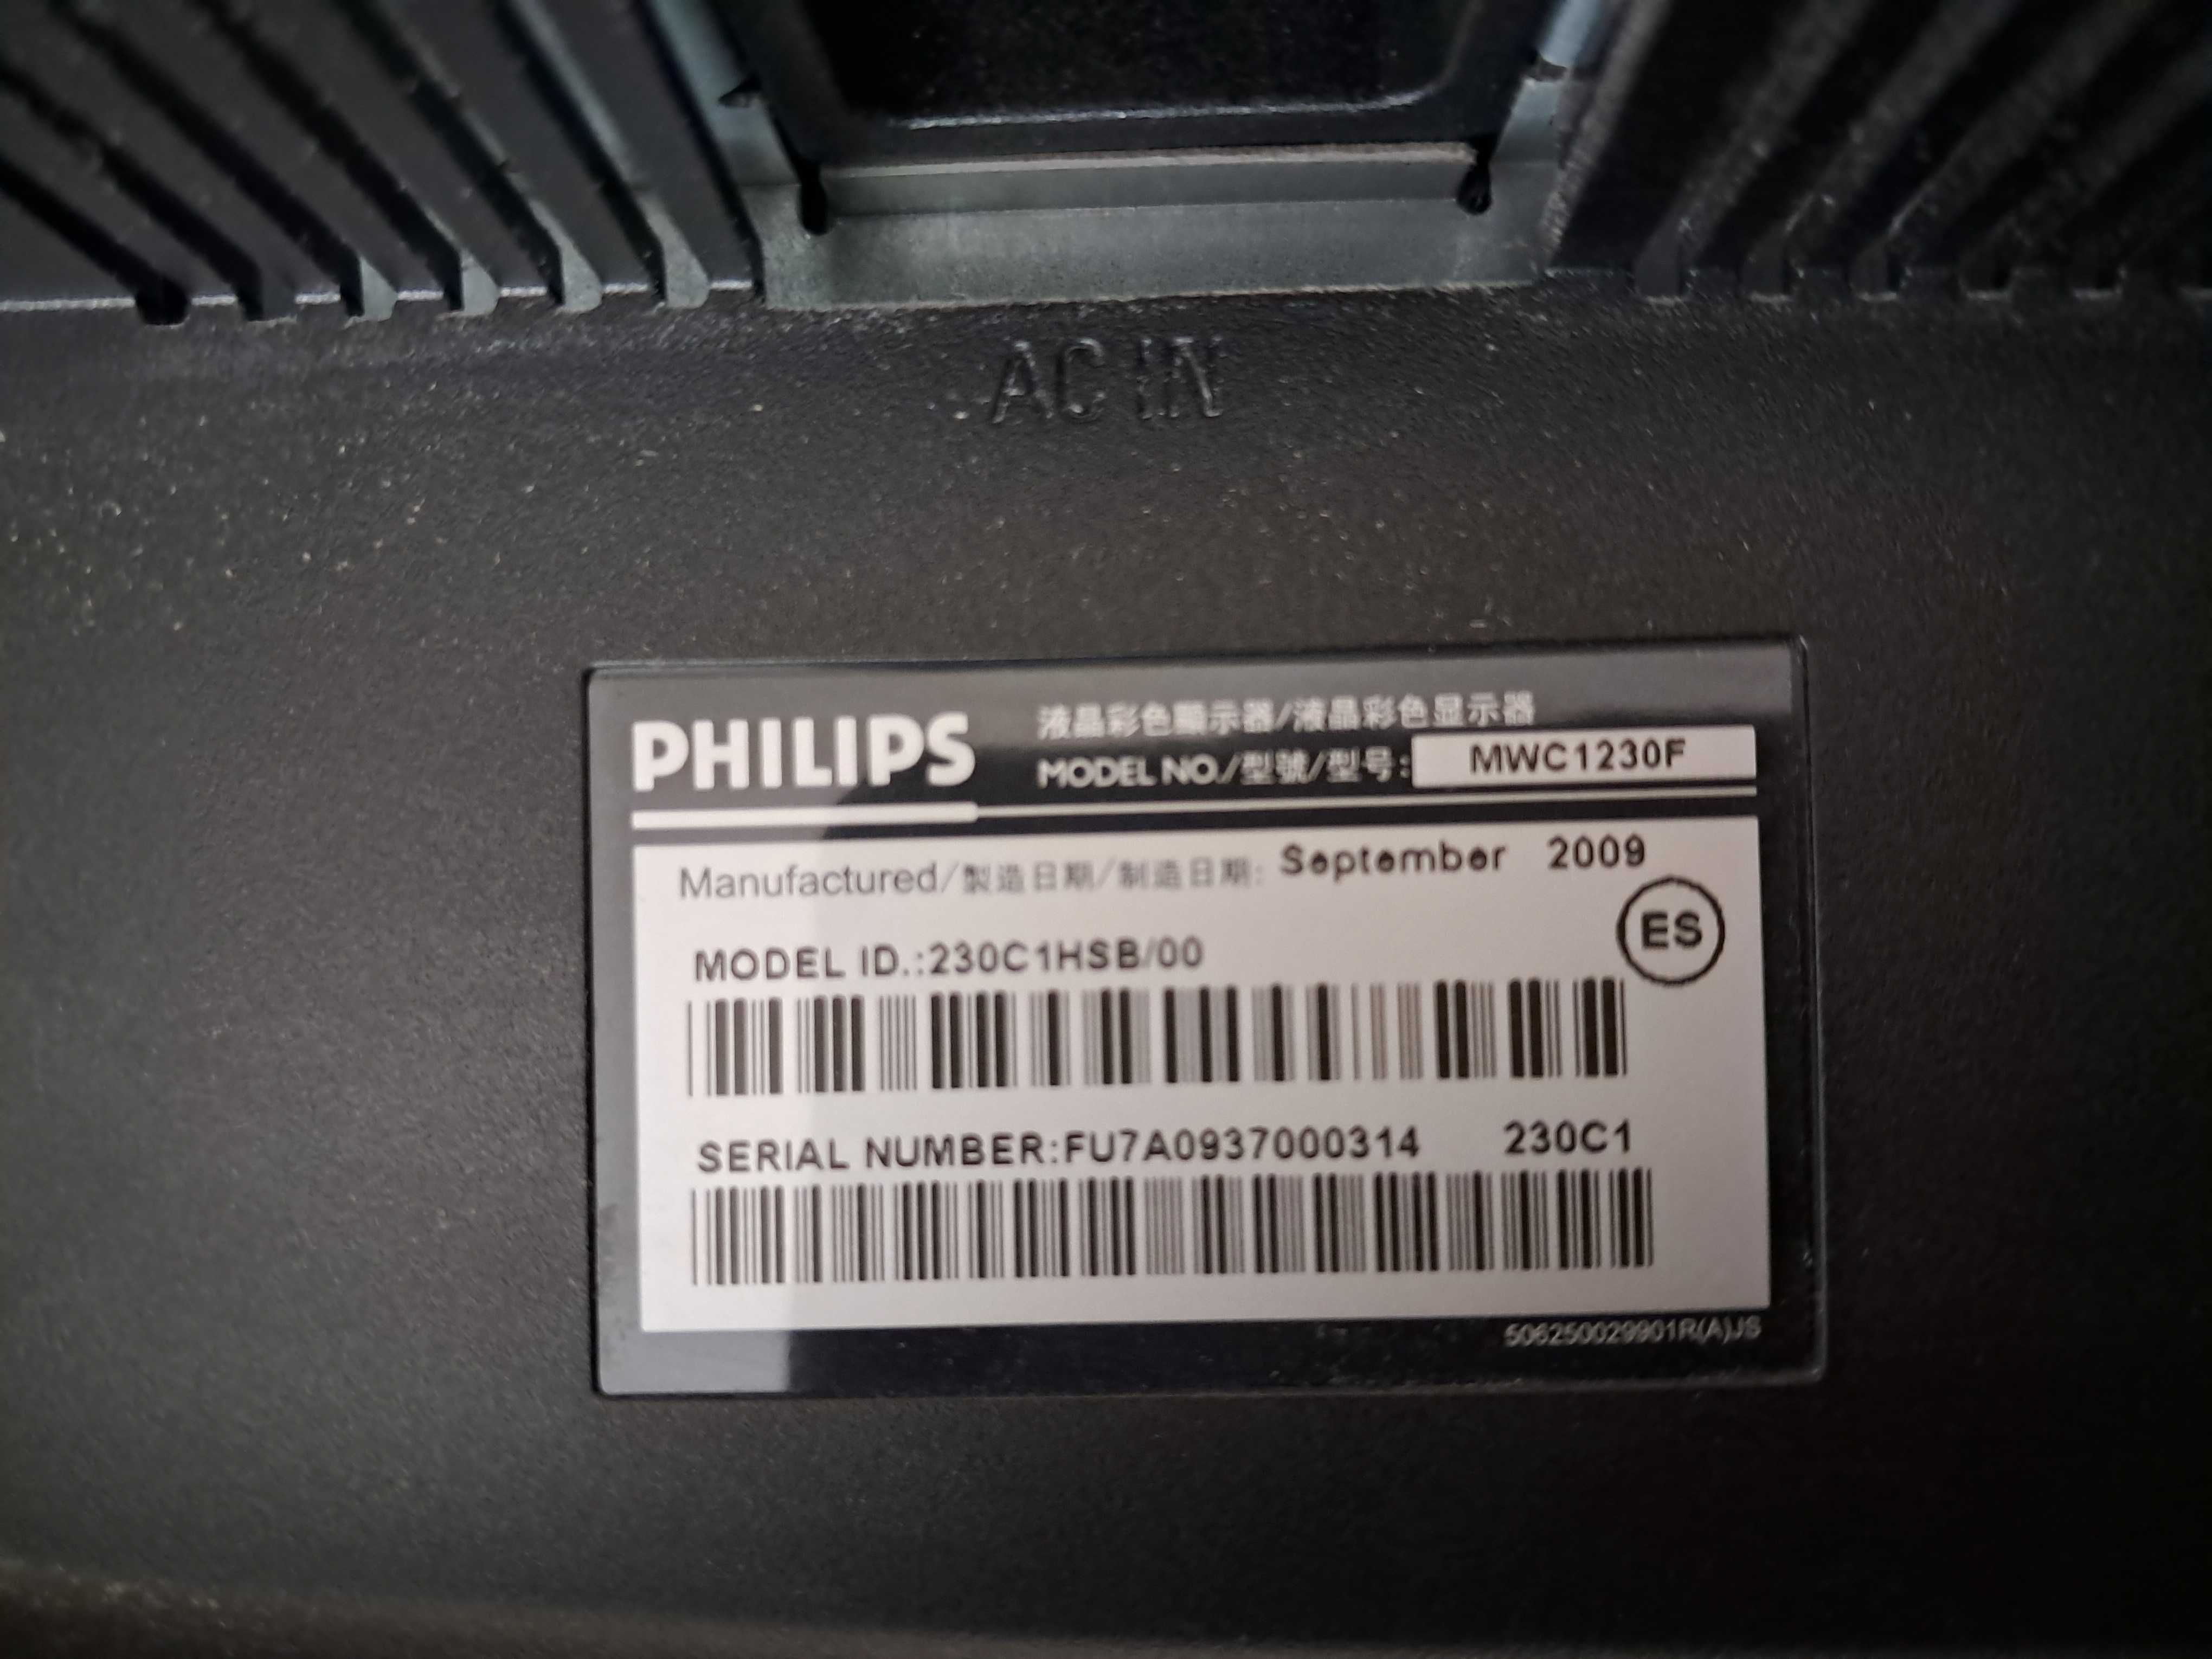 AC IN
PHILIPS
液晶彩色顯示器/液晶彩色显示器
MODEL NO./型號/型号: MWC1230F
Manufactured/製造日期/制造日期: September 2009
ES
MODEL ID.:230C1HSB/00
SERIAL NUMBER:FU7A0937000314 230C1
506250029901R(A)JS